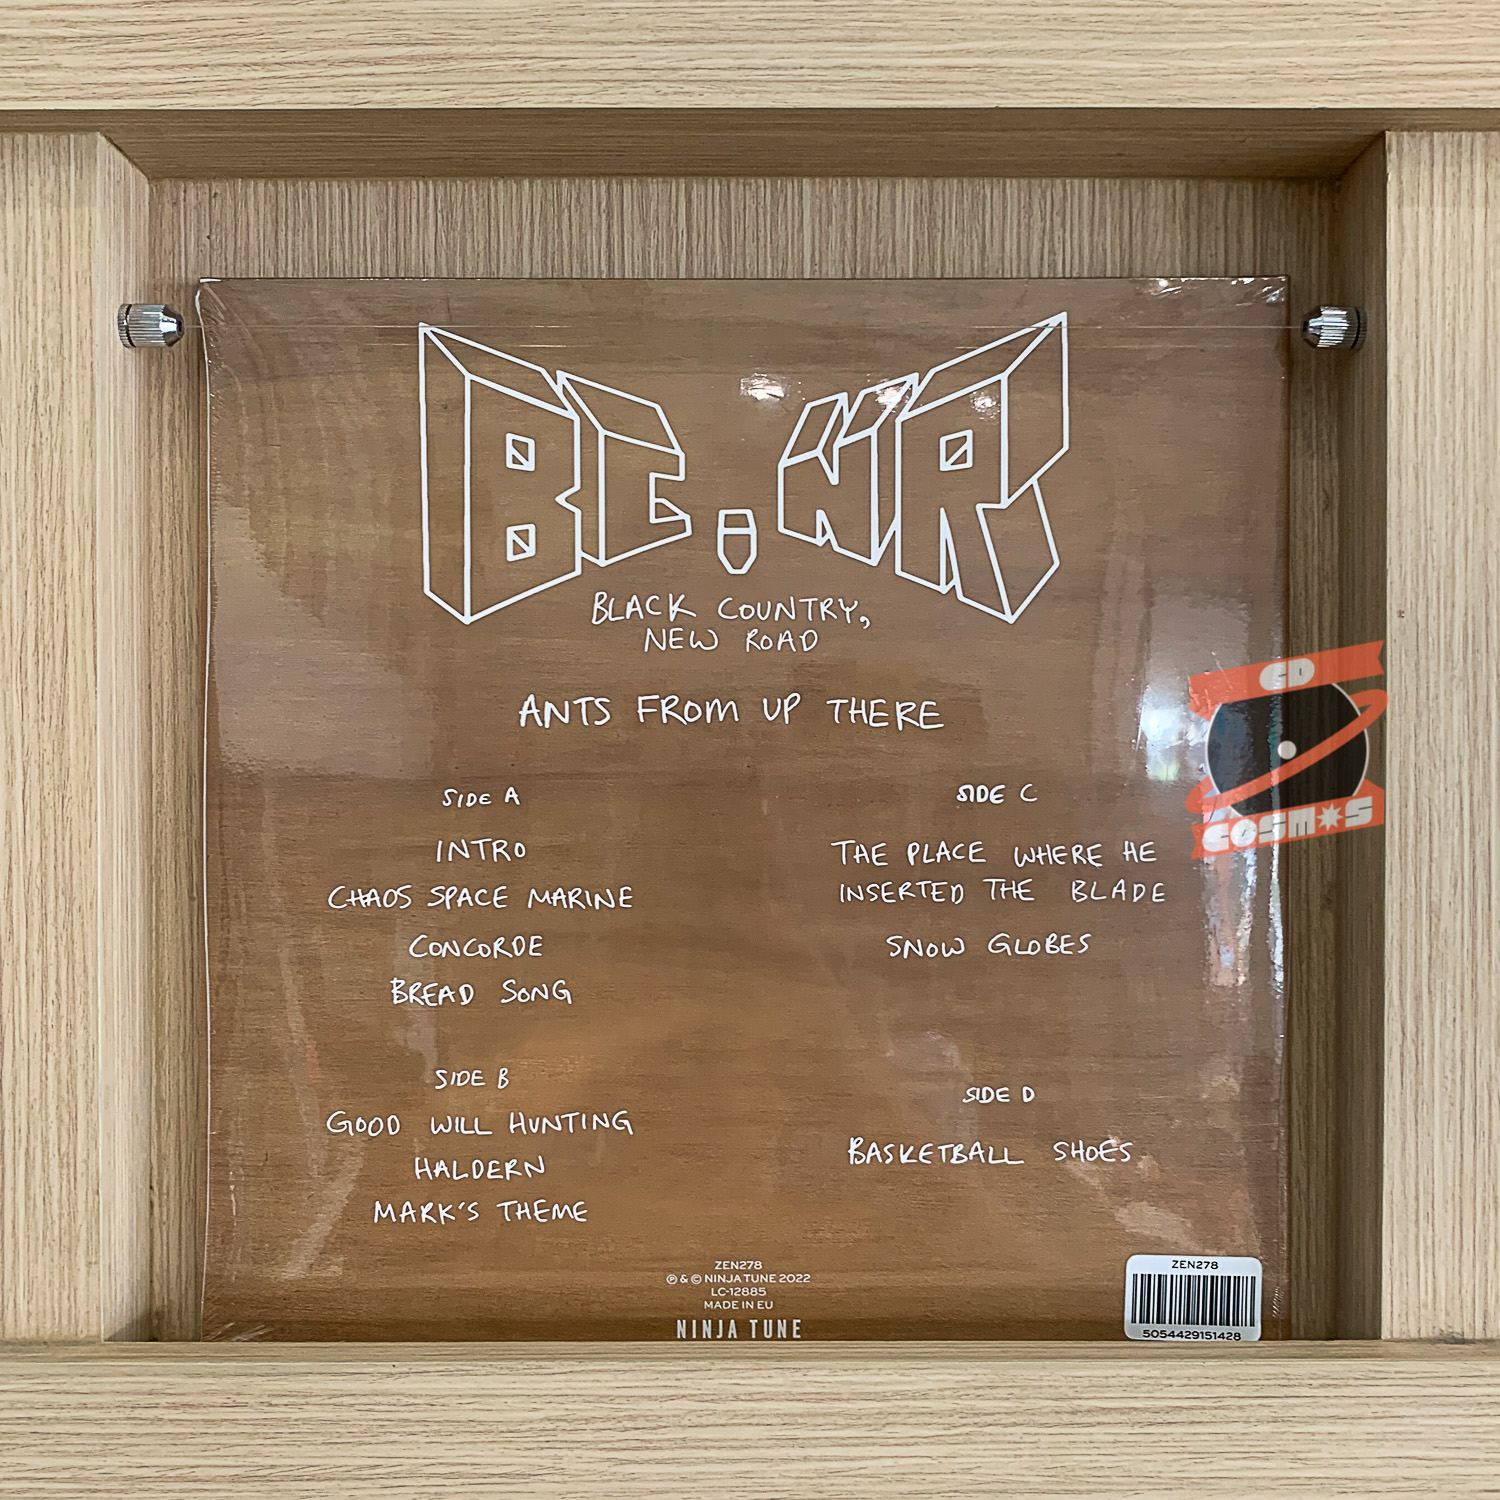 BC,NR
BLACK COUNTRY,
NEW ROAD
ANTS FROM UP THERE
SIDE A
INTRO
CHAOS SPACE MARINE
CONCORDE
BREAD SONG
SIDE B
GOOD WILL HUNTING
HALDERN
MARK'S THEME
SIDE C
THE PLACE WHERE HE
INSERTED THE BLADE
SNOW GLOBES
SIDE D
BASKETBALL SHOES
ZEN278
℗ & © NINJA TUNE 2022
LC-12885
MADE IN EU
NINJA TUNE
ZEN278
5054429151428
CD
COSMOS